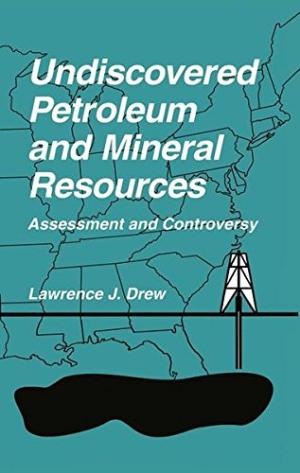 Undiscovered
Petroleum
and Mineral
Resources
Assessment and Controversy
Lawrence J. Drew